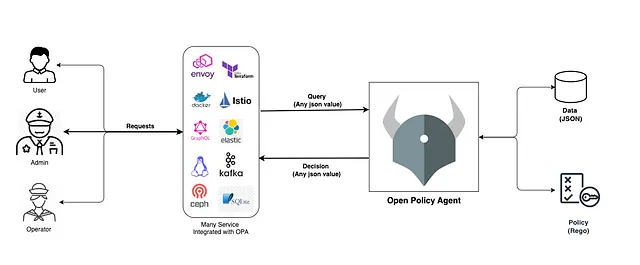 User
Admin
Operator
Requests
envoy
Terraform
docker
Istio
GraphQL
elastic
kafka
ceph
SQLite
Many Service
Integrated with OPA
Query
(Any json value)
Decision
(Any json value)
Open Policy Agent
Data
(JSON)
Policy
(Rego)